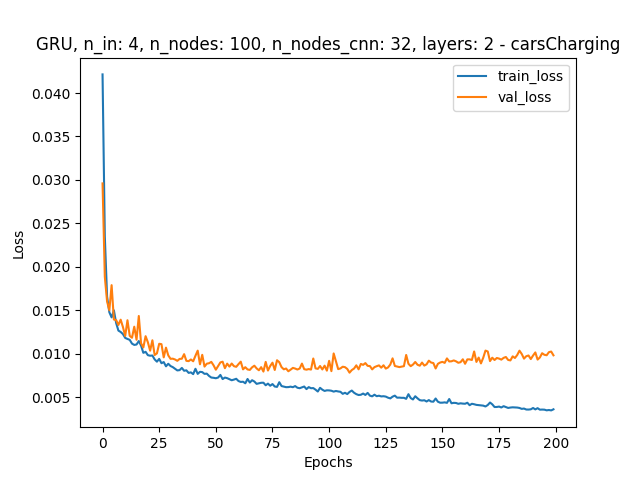 GRU, n_in: 4, n_nodes: 100, n_nodes_cnn: 32, layers: 2 - carsCharging
train_loss
val_loss
0.040
0.035
0.030
0.025
0.020
0.015
0.010
0.005
Loss
0 25 50 75 100 125 150 175 200
Epochs